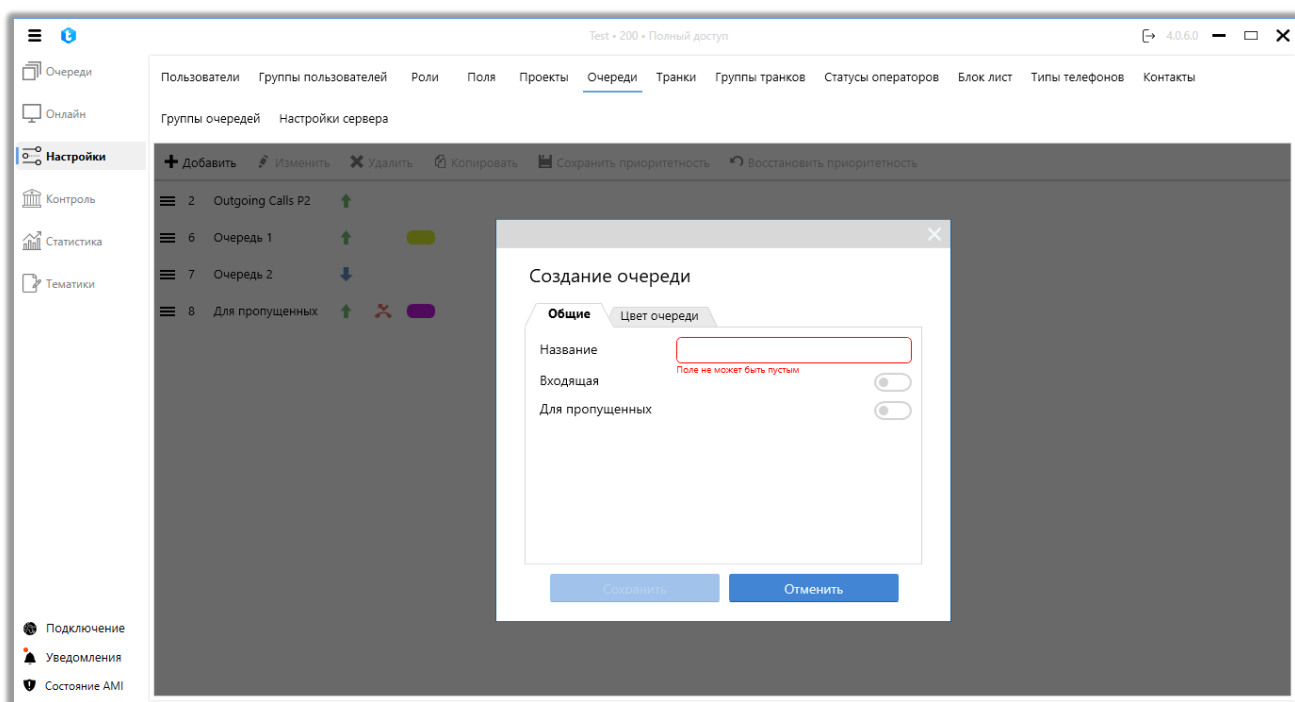 Test • 200 • Полный доступ
4.0.6.0
Очереди
Онлайн
Настройки
Контроль
Статистика
Тематики
Подключение
Уведомления
Состояние AMI
Пользователи Группы пользователей Роли Поля Проекты Очереди Транки Группы транков Статусы операторов Блок лист Типы телефонов Контакты
Группы очередей Настройки сервера
Добавить Изменить Удалить Копировать Сохранить приоритетность Восстановить приоритетность
2 Outgoing Calls P2
6 Очередь 1
7 Очередь 2
8 Для пропущенных
Создание очереди
Общие Цвет очереди
Название
Поле не может быть пустым
Входящая
Для пропущенных
Сохранить Отменить